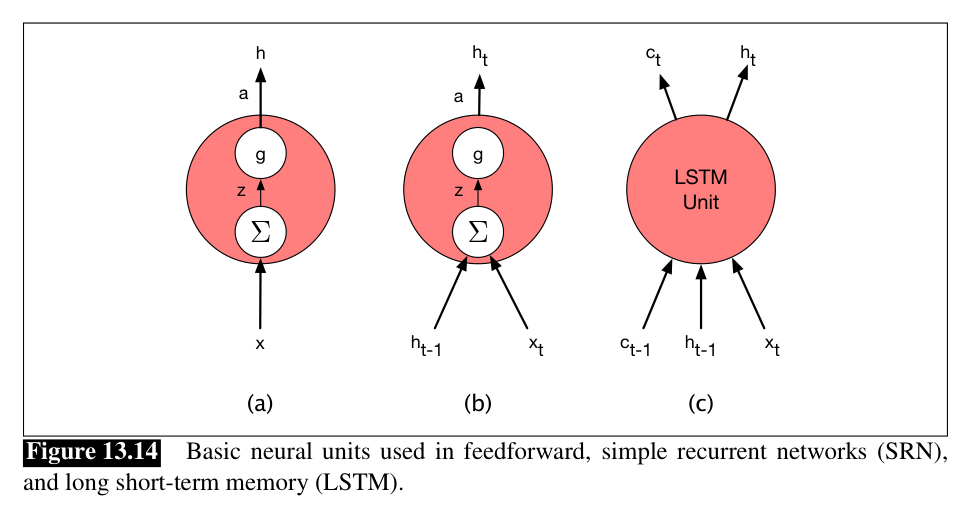 h
a
g
z
Σ
x
(a)
h_t
a
g
z
Σ
h_t-1 x_t
(b)
c_t h_t
LSTM
Unit
c_t-1 h_t-1 x_t
(c)
Figure 13.14 Basic neural units used in feedforward, simple recurrent networks (SRN),
and long short-term memory (LSTM).